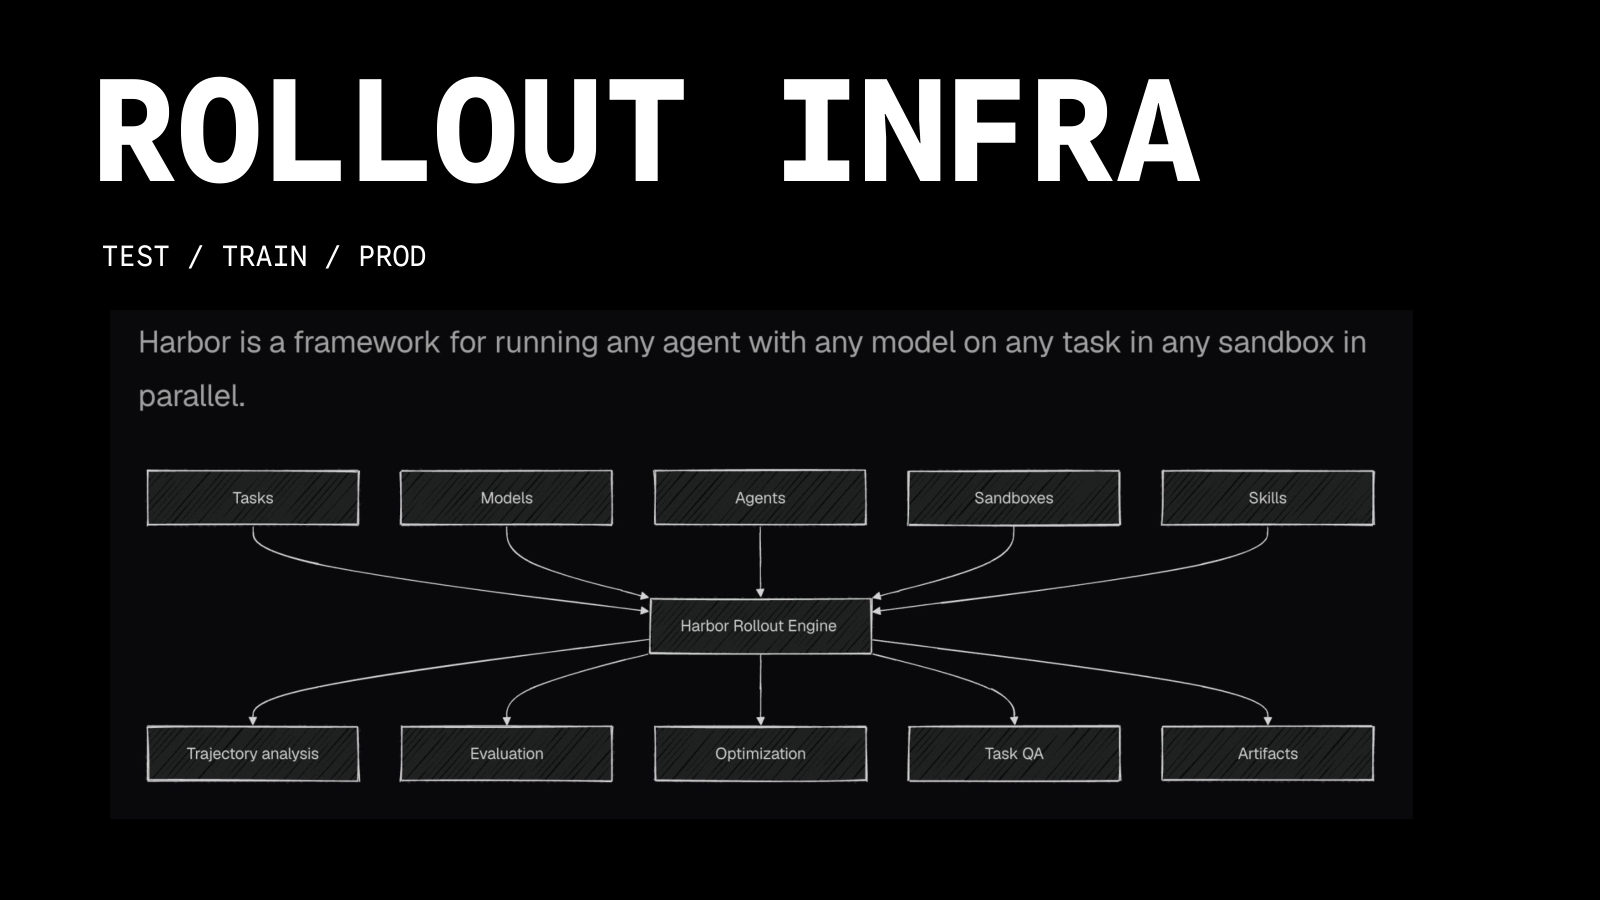 ROLLOUT INFRA
TEST / TRAIN / PROD
Harbor is a framework for running any agent with any model on any task in any sandbox in
parallel.
Tasks
Models
Agents
Sandboxes
Skills
Harbor Rollout Engine
Trajectory analysis
Evaluation
Optimization
Task QA
Artifacts